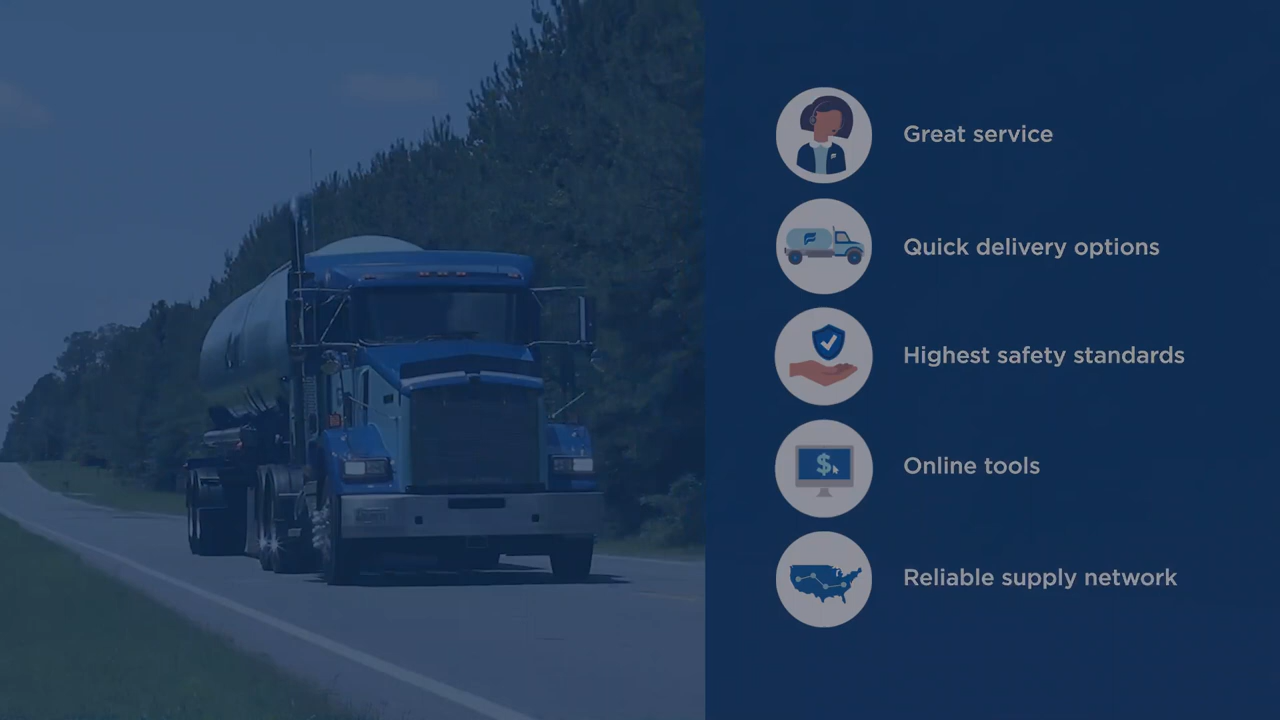 Great service
Quick delivery options
Highest safety standards
Online tools
$
Reliable supply network